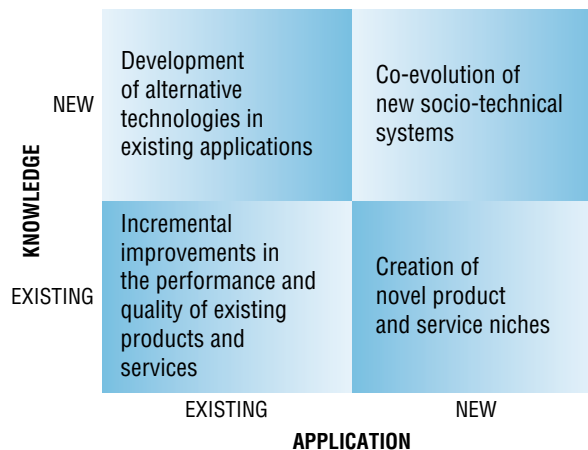 Development
of alternative
technologies in
existing applications
Co-evolution of
new socio-technical
systems
NEW
KNOWLEDGE
Incremental
improvements in
the performance and
quality of existing
products and
services
Creation of
novel product
and service niches
EXISTING
EXISTING
NEW
APPLICATION